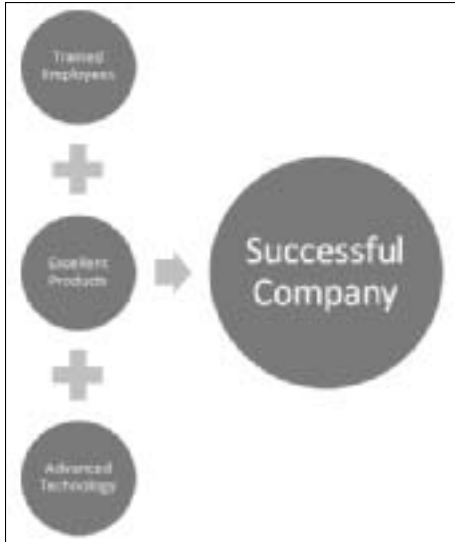 Trained
Employees
Excellent
Products
Successful
Company
Advanced
Technology